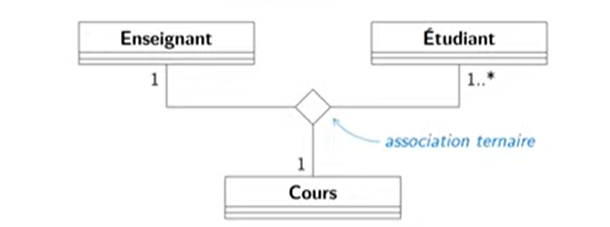 Enseignant
Étudiant
1
1..*
association ternaire
1
Cours